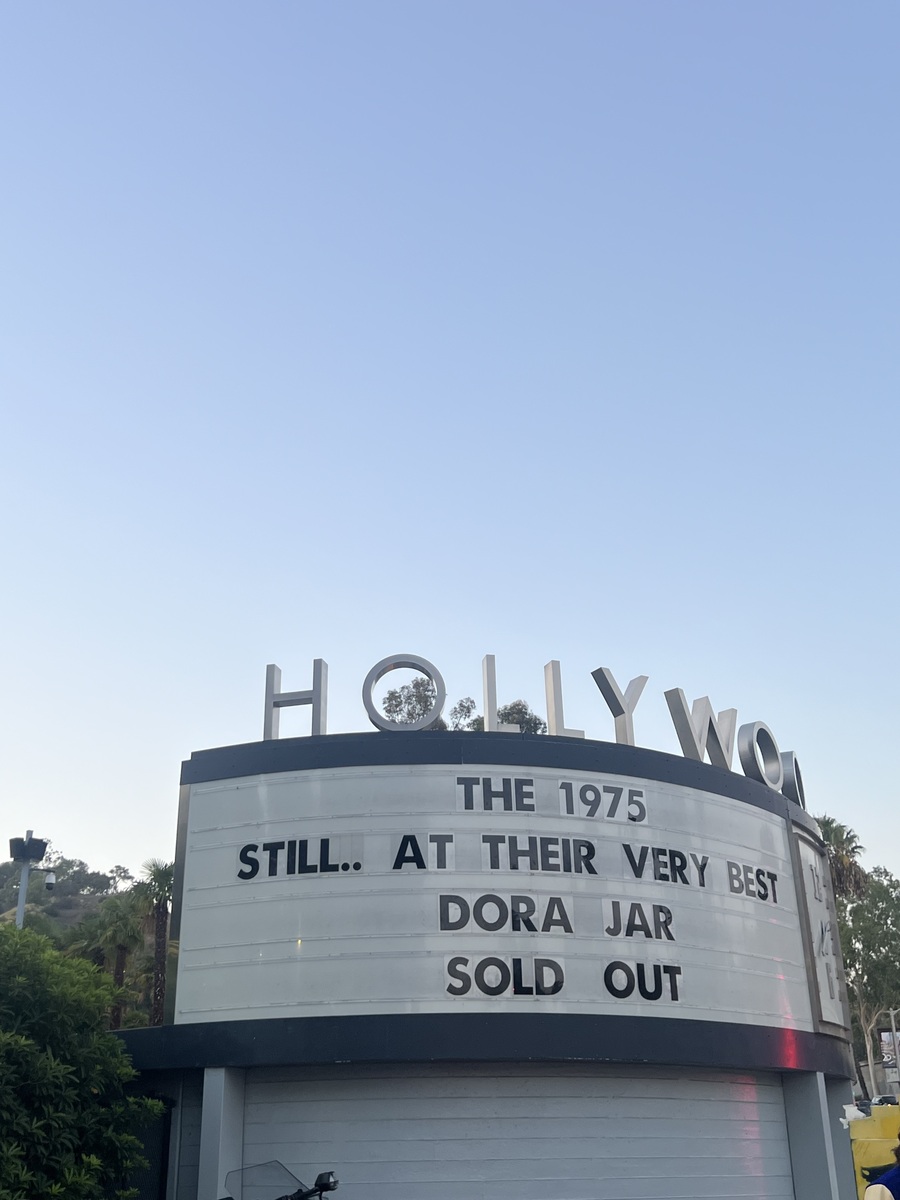 HOLLYWOO
THE 1975
STILL.. AT THEIR VERY BEST
DORA JAR
SOLD OUT